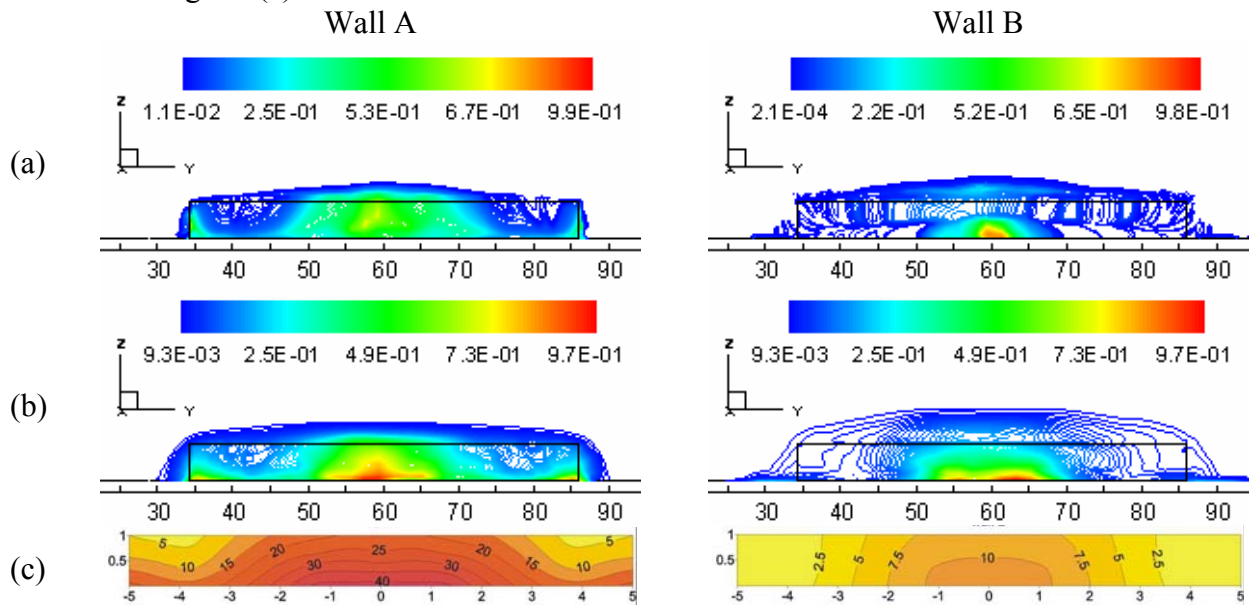 Wall A Wall B
1.1E-02 2.5E-01 5.3E-01 6.7E-01 9.9E-01
2.1E-04 2.2E-01 5.2E-01 6.5E-01 9.8E-01
(a)
z
X Y
z
X Y
30 40 50 60 70 80 90
30 40 50 60 70 80 90
9.3E-03 2.5E-01 4.9E-01 7.3E-01 9.7E-01
9.3E-03 2.5E-01 4.9E-01 7.3E-01 9.7E-01
(b)
z
X Y
z
X Y
30 40 50 60 70 80 90
30 40 50 60 70 80 90
(c)
1
0.5
5 10 15 20 25 30 40 30 20 15 10 5
-5 -4 -3 -2 -1 0 1 2 3 4 5
1
0.5
2.5 5 7.5 10 7.5 5 2.5
-5 -4 -3 -2 -1 0 1 2 3 4 5